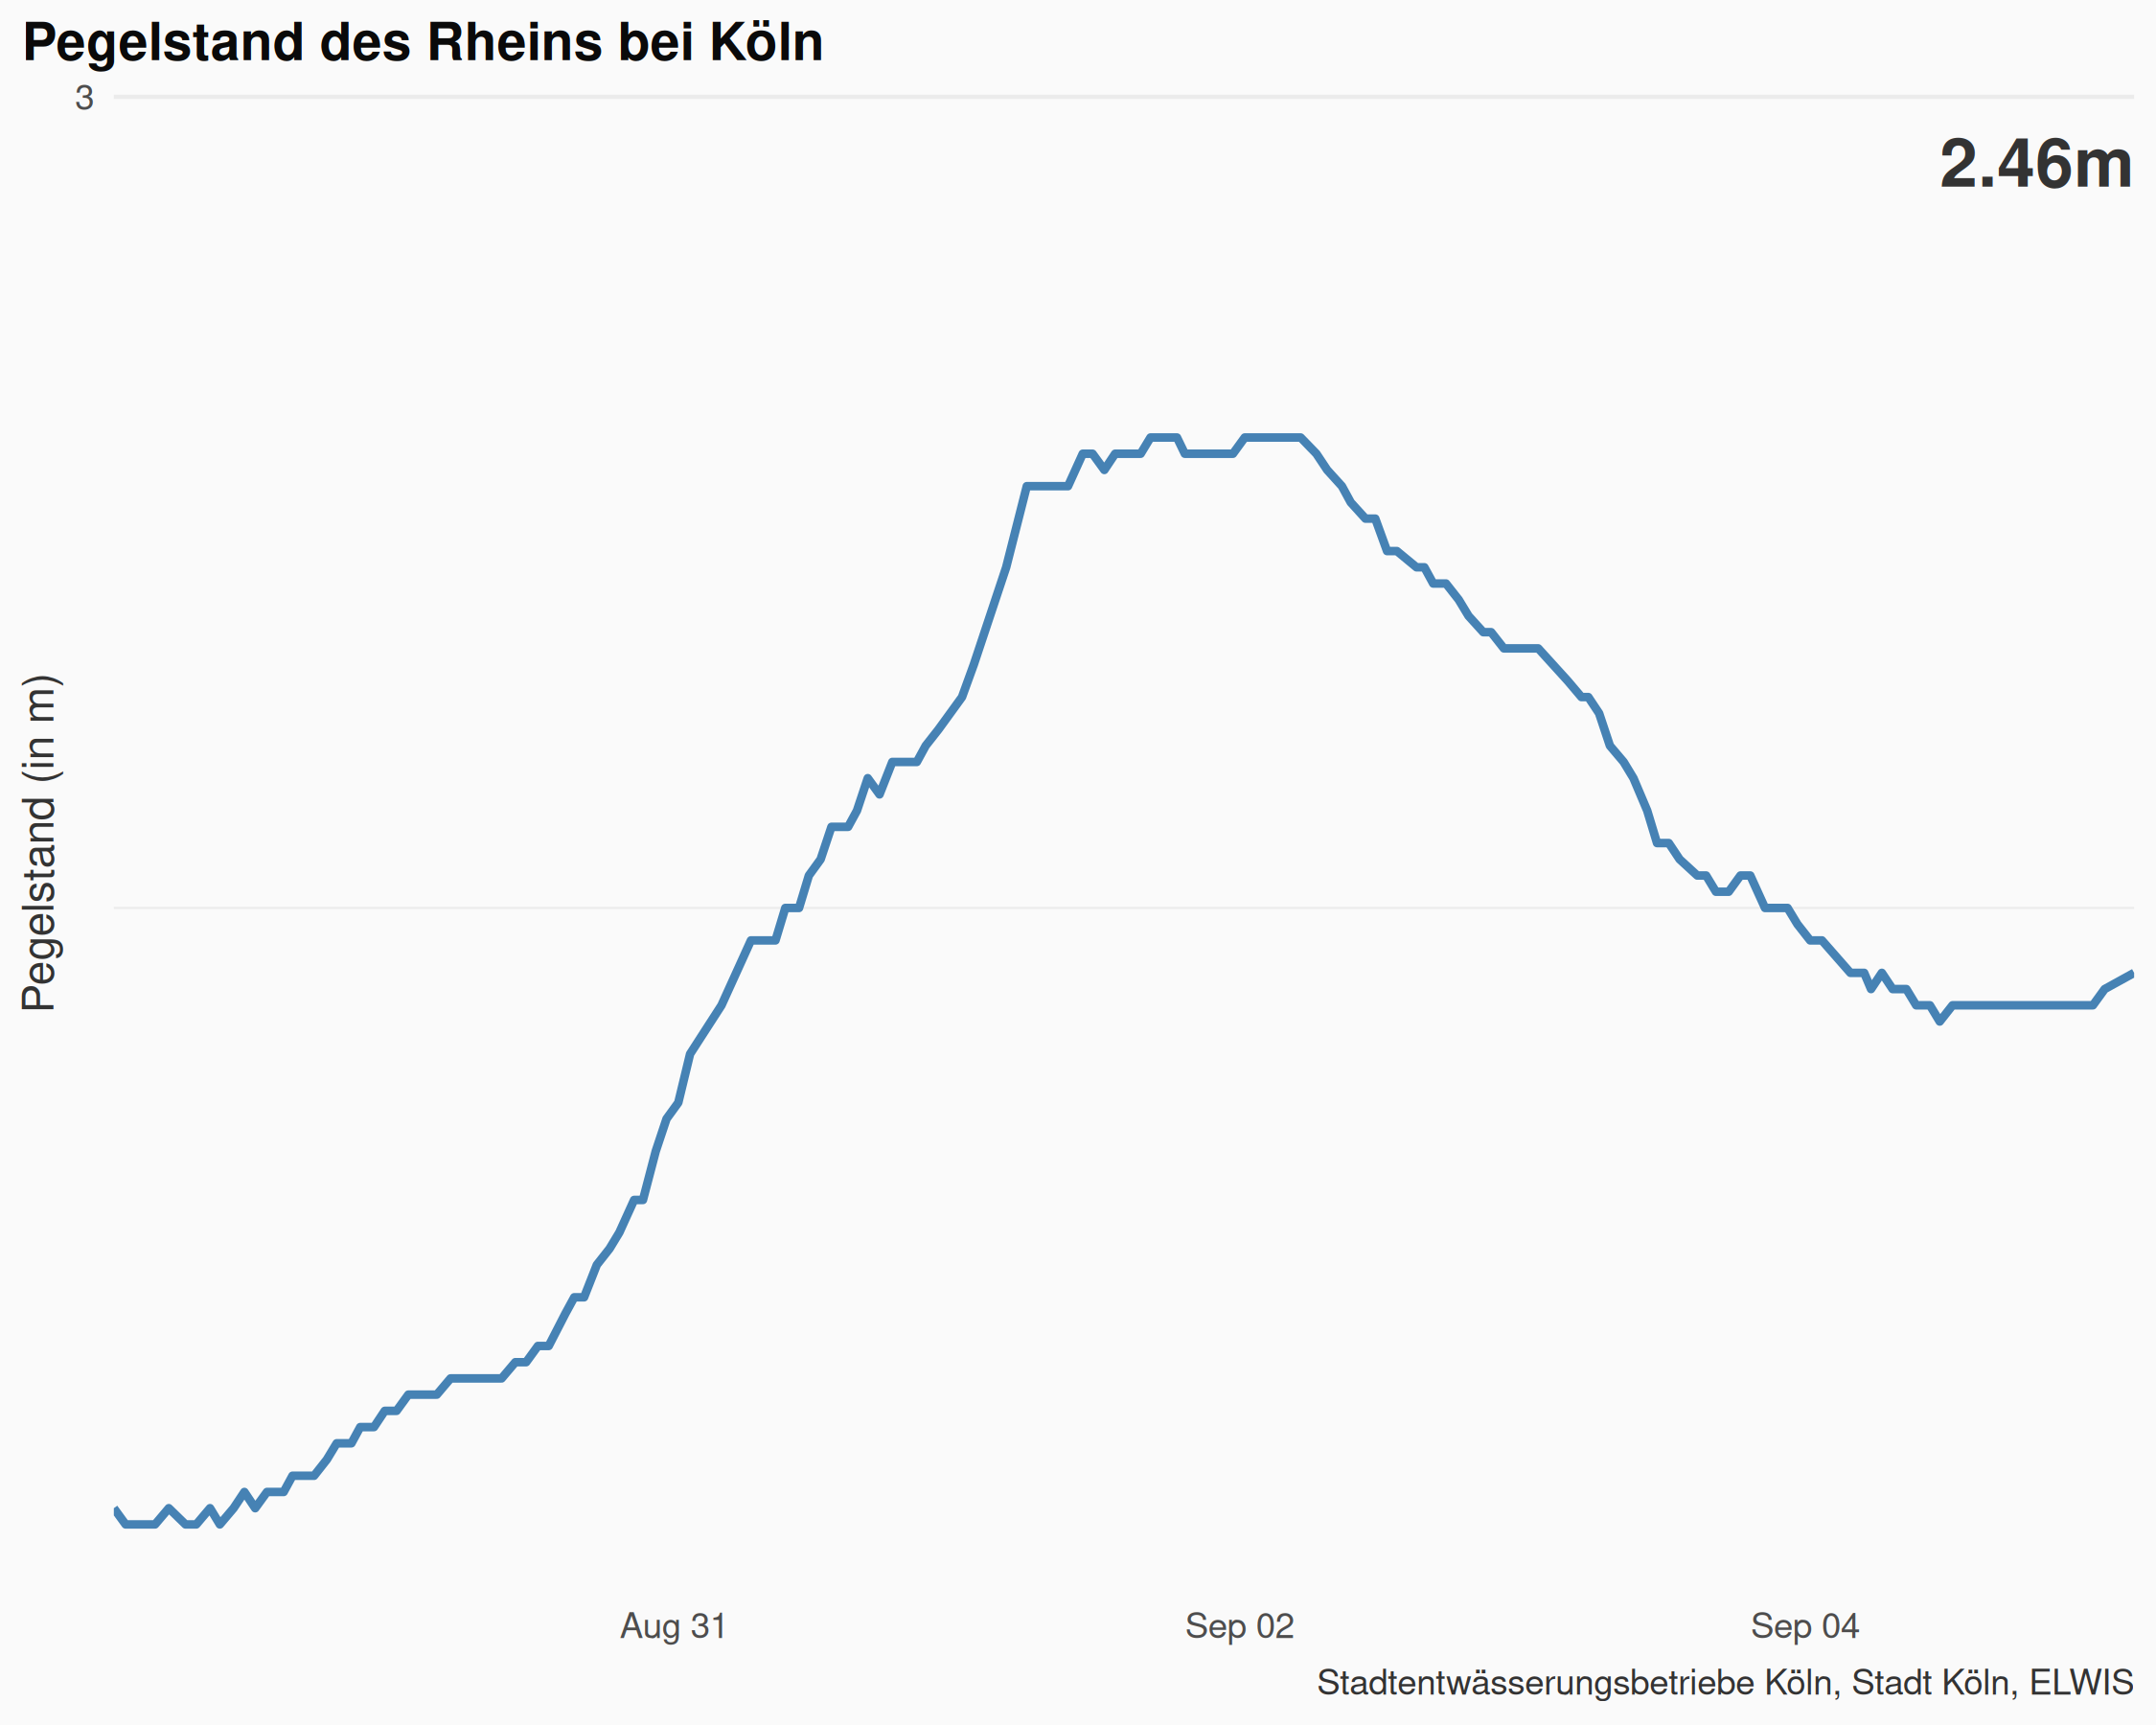 Pegelstand des Rheins bei Köln
3
2.46m
Pegelstand (in m)
Aug 31
Sep 02
Sep 04
Stadtentwässerungsbetriebe Köln, Stadt Köln, ELWIS